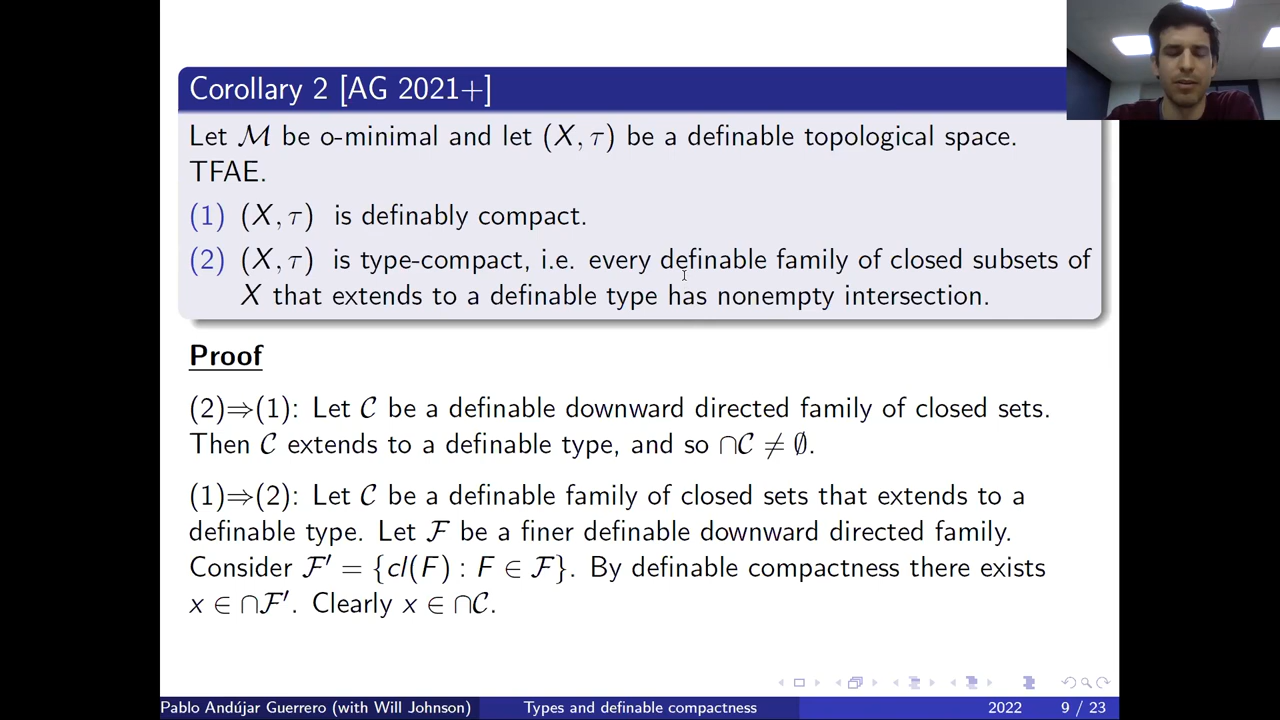 Corollary 2 [AG 2021+]
Let ℳ be o-minimal and let (X, τ) be a definable topological space.
TFAE.
(1) (X, τ) is definably compact.
(2) (X, τ) is type-compact, i.e. every definable family of closed subsets of
X that extends to a definable type has nonempty intersection.
Proof
(2)⇒(1): Let 𝒞 be a definable downward directed family of closed sets.
Then 𝒞 extends to a definable type, and so ∩𝒞 ≠ ∅.
(1)⇒(2): Let 𝒞 be a definable family of closed sets that extends to a
definable type. Let ℱ be a finer definable downward directed family.
Consider ℱ′ = {cl(F) : F ∈ ℱ}. By definable compactness there exists
x ∈ ∩ℱ′. Clearly x ∈ ∩𝒞.
Pablo Andújar Guerrero (with Will Johnson) Types and definable compactness 2022 9 / 23